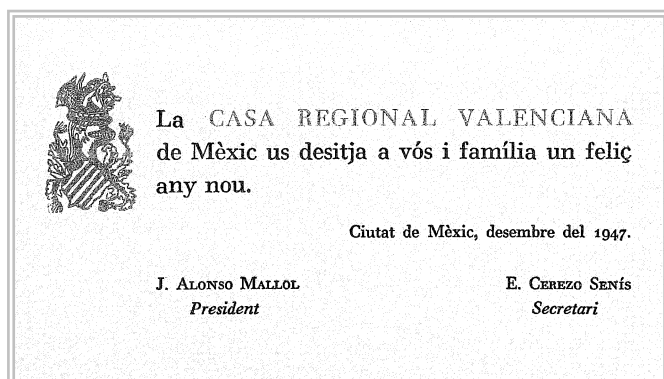 La CASA REGIONAL VALENCIANA
de Mèxic us desitja a vós i família un feliç
any nou.
Ciutat de Mèxic, desembre del 1947.
J. Alonso Mallol
E. Cerezo Senís
President
Secretari